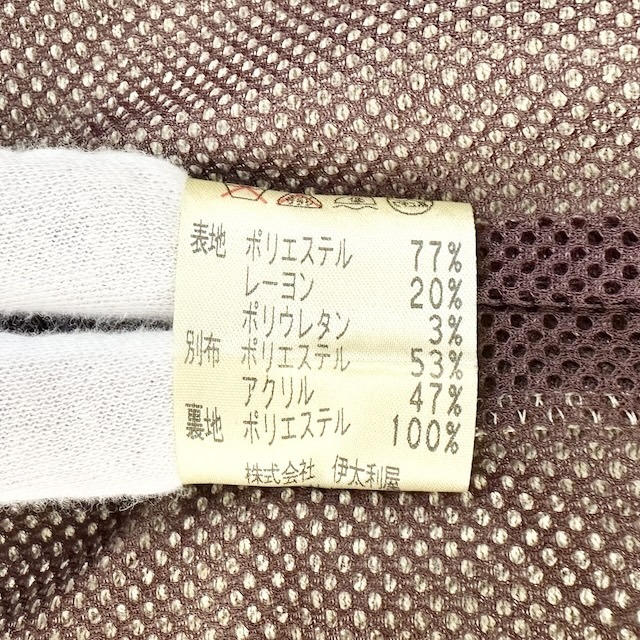 表地 ポリエステル 77%
レーヨン 20%
ポリウレタン 3%
別布 ポリエステル 53%
アクリル 47%
裏地 ポリエステル 100%
株式会社 伊太利屋